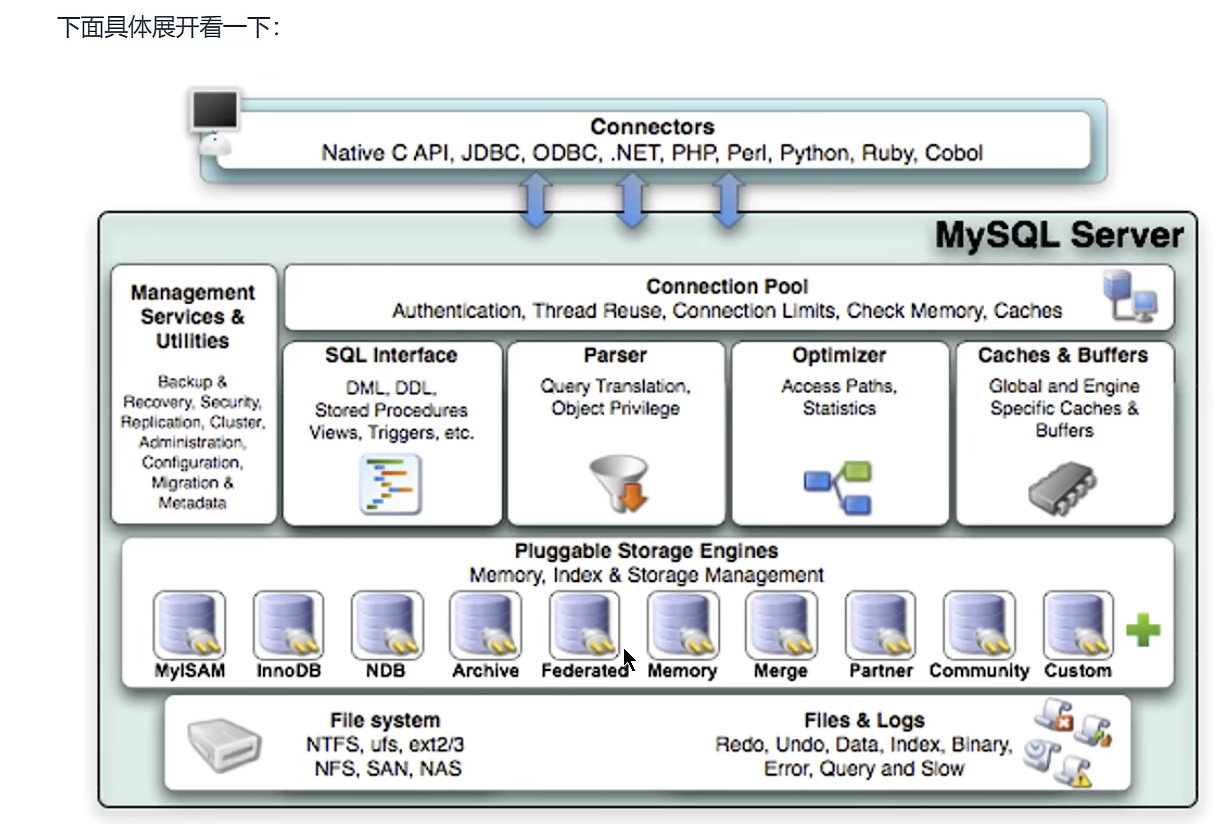 下面具体展开看一下：
Connectors
Native C API, JDBC, ODBC, .NET, PHP, Perl, Python, Ruby, Cobol
MySQL Server
Management
Services &
Utilities
Backup &
Recovery, Security,
Replication, Cluster,
Administration,
Configuration,
Migration &
Metadata
Connection Pool
Authentication, Thread Reuse, Connection Limits, Check Memory, Caches
SQL Interface
DML, DDL,
Stored Procedures
Views, Triggers, etc.
Parser
Query Translation,
Object Privilege
Optimizer
Access Paths,
Statistics
Caches & Buffers
Global and Engine
Specific Caches &
Buffers
Pluggable Storage Engines
Memory, Index & Storage Management
MyISAM
InnoDB
NDB
Archive
Federated
Memory
Merge
Partner
Community
Custom
File system
NTFS, ufs, ext2/3
NFS, SAN, NAS
Files & Logs
Redo, Undo, Data, Index, Binary,
Error, Query and Slow